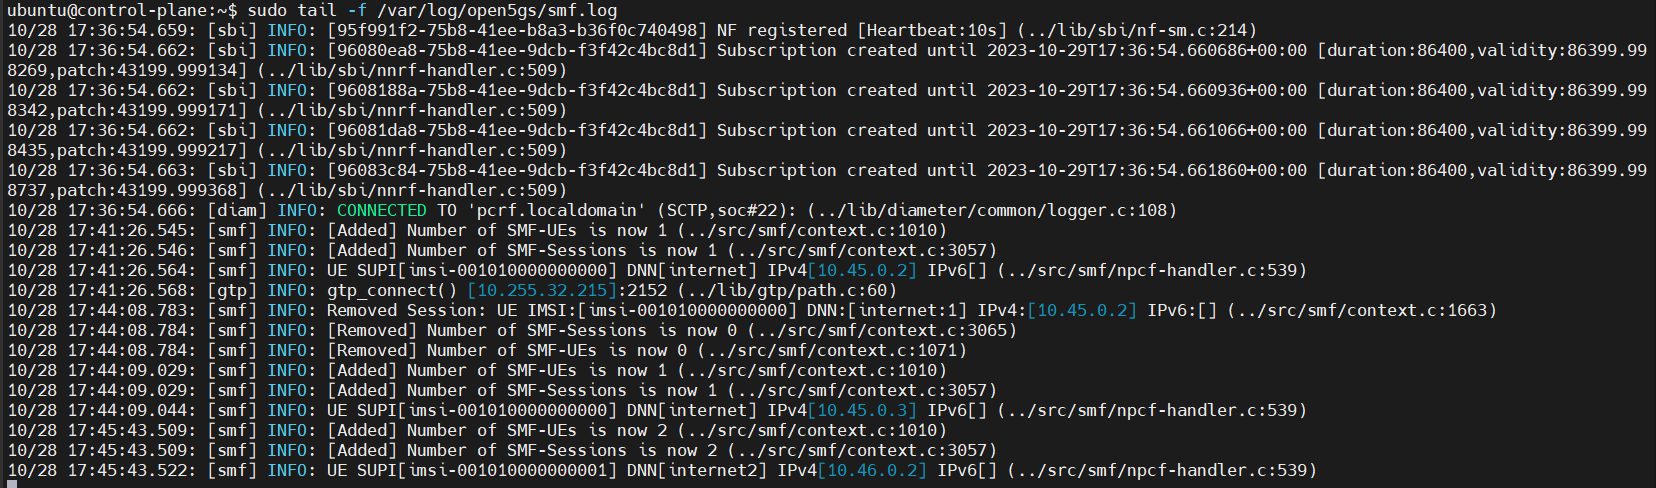 ubuntu@control-plane:~$ sudo tail -f /var/log/open5gs/smf.log
10/28 17:36:54.659: [sbi] INFO: [95f991f2-75b8-41ee-b8a3-b36f0c740498] NF registered [Heartbeat:10s] (../lib/sbi/nf-sm.c:214)
10/28 17:36:54.662: [sbi] INFO: [96080ea8-75b8-41ee-9dcb-f3f42c4bc8d1] Subscription created until 2023-10-29T17:36:54.660686+00:00 [duration:86400,validity:86399.99
8269,patch:43199.999134] (../lib/sbi/nnrf-handler.c:509)
10/28 17:36:54.662: [sbi] INFO: [9608188a-75b8-41ee-9dcb-f3f42c4bc8d1] Subscription created until 2023-10-29T17:36:54.660936+00:00 [duration:86400,validity:86399.99
8342,patch:43199.999171] (../lib/sbi/nnrf-handler.c:509)
10/28 17:36:54.662: [sbi] INFO: [96081da8-75b8-41ee-9dcb-f3f42c4bc8d1] Subscription created until 2023-10-29T17:36:54.661066+00:00 [duration:86400,validity:86399.99
8435,patch:43199.999217] (../lib/sbi/nnrf-handler.c:509)
10/28 17:36:54.663: [sbi] INFO: [96083c84-75b8-41ee-9dcb-f3f42c4bc8d1] Subscription created until 2023-10-29T17:36:54.661860+00:00 [duration:86400,validity:86399.99
8737,patch:43199.999368] (../lib/sbi/nnrf-handler.c:509)
10/28 17:36:54.666: [diam] INFO: CONNECTED TO 'pcrf.localdomain' (SCTP,soc#22): (../lib/diameter/common/logger.c:108)
10/28 17:41:26.545: [smf] INFO: [Added] Number of SMF-UEs is now 1 (../src/smf/context.c:1010)
10/28 17:41:26.546: [smf] INFO: [Added] Number of SMF-Sessions is now 1 (../src/smf/context.c:3057)
10/28 17:41:26.564: [smf] INFO: UE SUPI[imsi-001010000000000] DNN[internet] IPv4[10.45.0.2] IPv6[] (../src/smf/npcf-handler.c:539)
10/28 17:41:26.568: [gtp] INFO: gtp_connect() [10.255.32.215]:2152 (../lib/gtp/path.c:60)
10/28 17:44:08.783: [smf] INFO: Removed Session: UE IMSI:[imsi-001010000000000] DNN:[internet:1] IPv4:[10.45.0.2] IPv6:[] (../src/smf/context.c:1663)
10/28 17:44:08.784: [smf] INFO: [Removed] Number of SMF-Sessions is now 0 (../src/smf/context.c:3065)
10/28 17:44:08.784: [smf] INFO: [Removed] Number of SMF-UEs is now 0 (../src/smf/context.c:1071)
10/28 17:44:09.029: [smf] INFO: [Added] Number of SMF-UEs is now 1 (../src/smf/context.c:1010)
10/28 17:44:09.029: [smf] INFO: [Added] Number of SMF-Sessions is now 1 (../src/smf/context.c:3057)
10/28 17:44:09.044: [smf] INFO: UE SUPI[imsi-001010000000000] DNN[internet] IPv4[10.45.0.3] IPv6[] (../src/smf/npcf-handler.c:539)
10/28 17:45:43.509: [smf] INFO: [Added] Number of SMF-UEs is now 2 (../src/smf/context.c:1010)
10/28 17:45:43.509: [smf] INFO: [Added] Number of SMF-Sessions is now 2 (../src/smf/context.c:3057)
10/28 17:45:43.522: [smf] INFO: UE SUPI[imsi-001010000000001] DNN[internet2] IPv4[10.46.0.2] IPv6[] (../src/smf/npcf-handler.c:539)